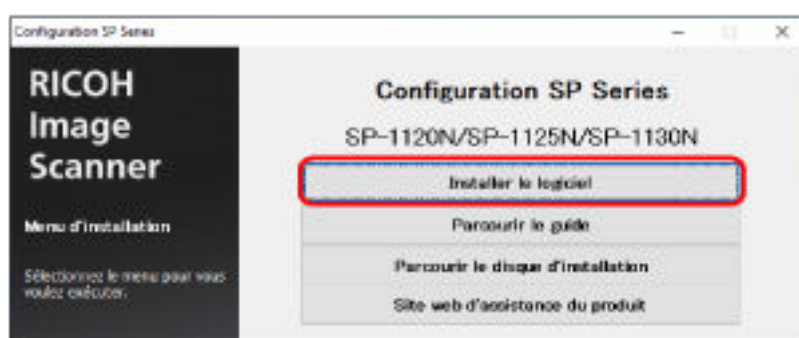 Configuration SP Series
RICOH
Image
Scanner
Menu d'installation
Sélectionnez le menu pour vous
voulez exécuter.
Configuration SP Series
SP-1120N/SP-1125N/SP-1130N
Installer le logiciel
Parcourir le guide
Parcourir le disque d'installation
Site web d'assistance du produit